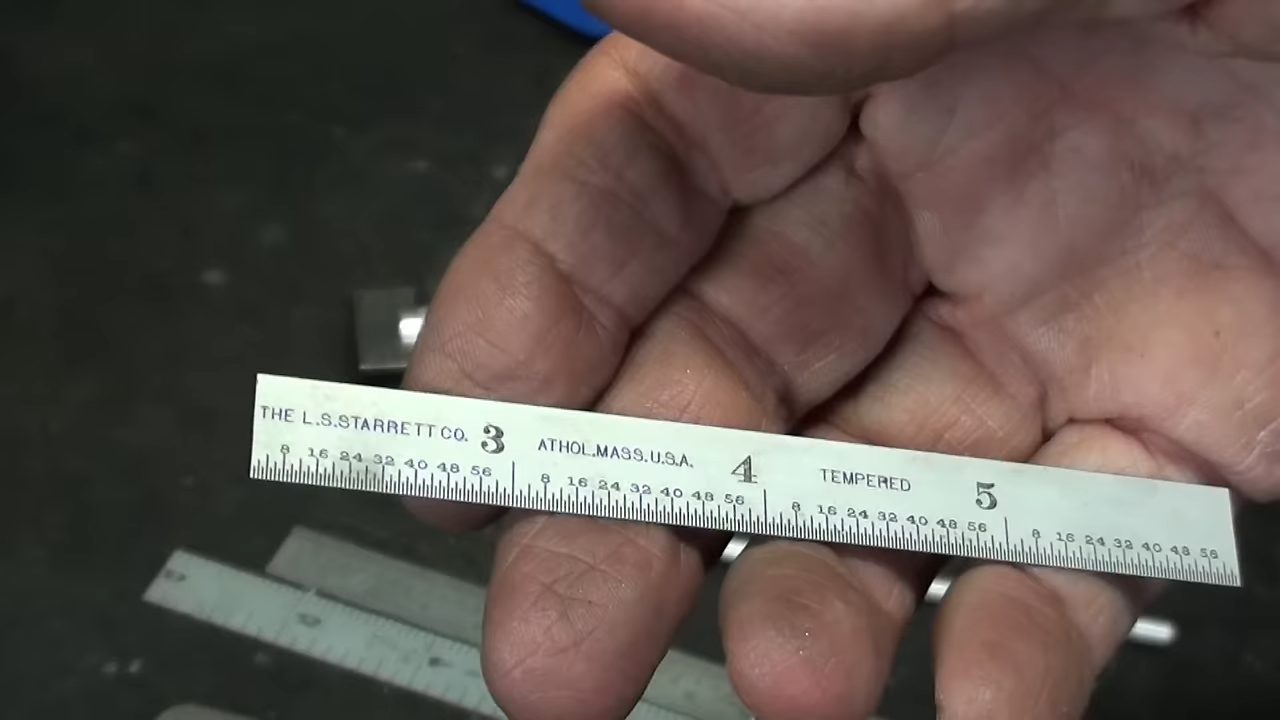 THE L.S.STARRETT CO. 3 ATHOL,MASS.U.S.A. 4 TEMPERED 5
8 16 24 32 40 48 56 8 16 24 32 40 48 56 8 16 24 32 40 48 56 8 16 24 32 40 48 56